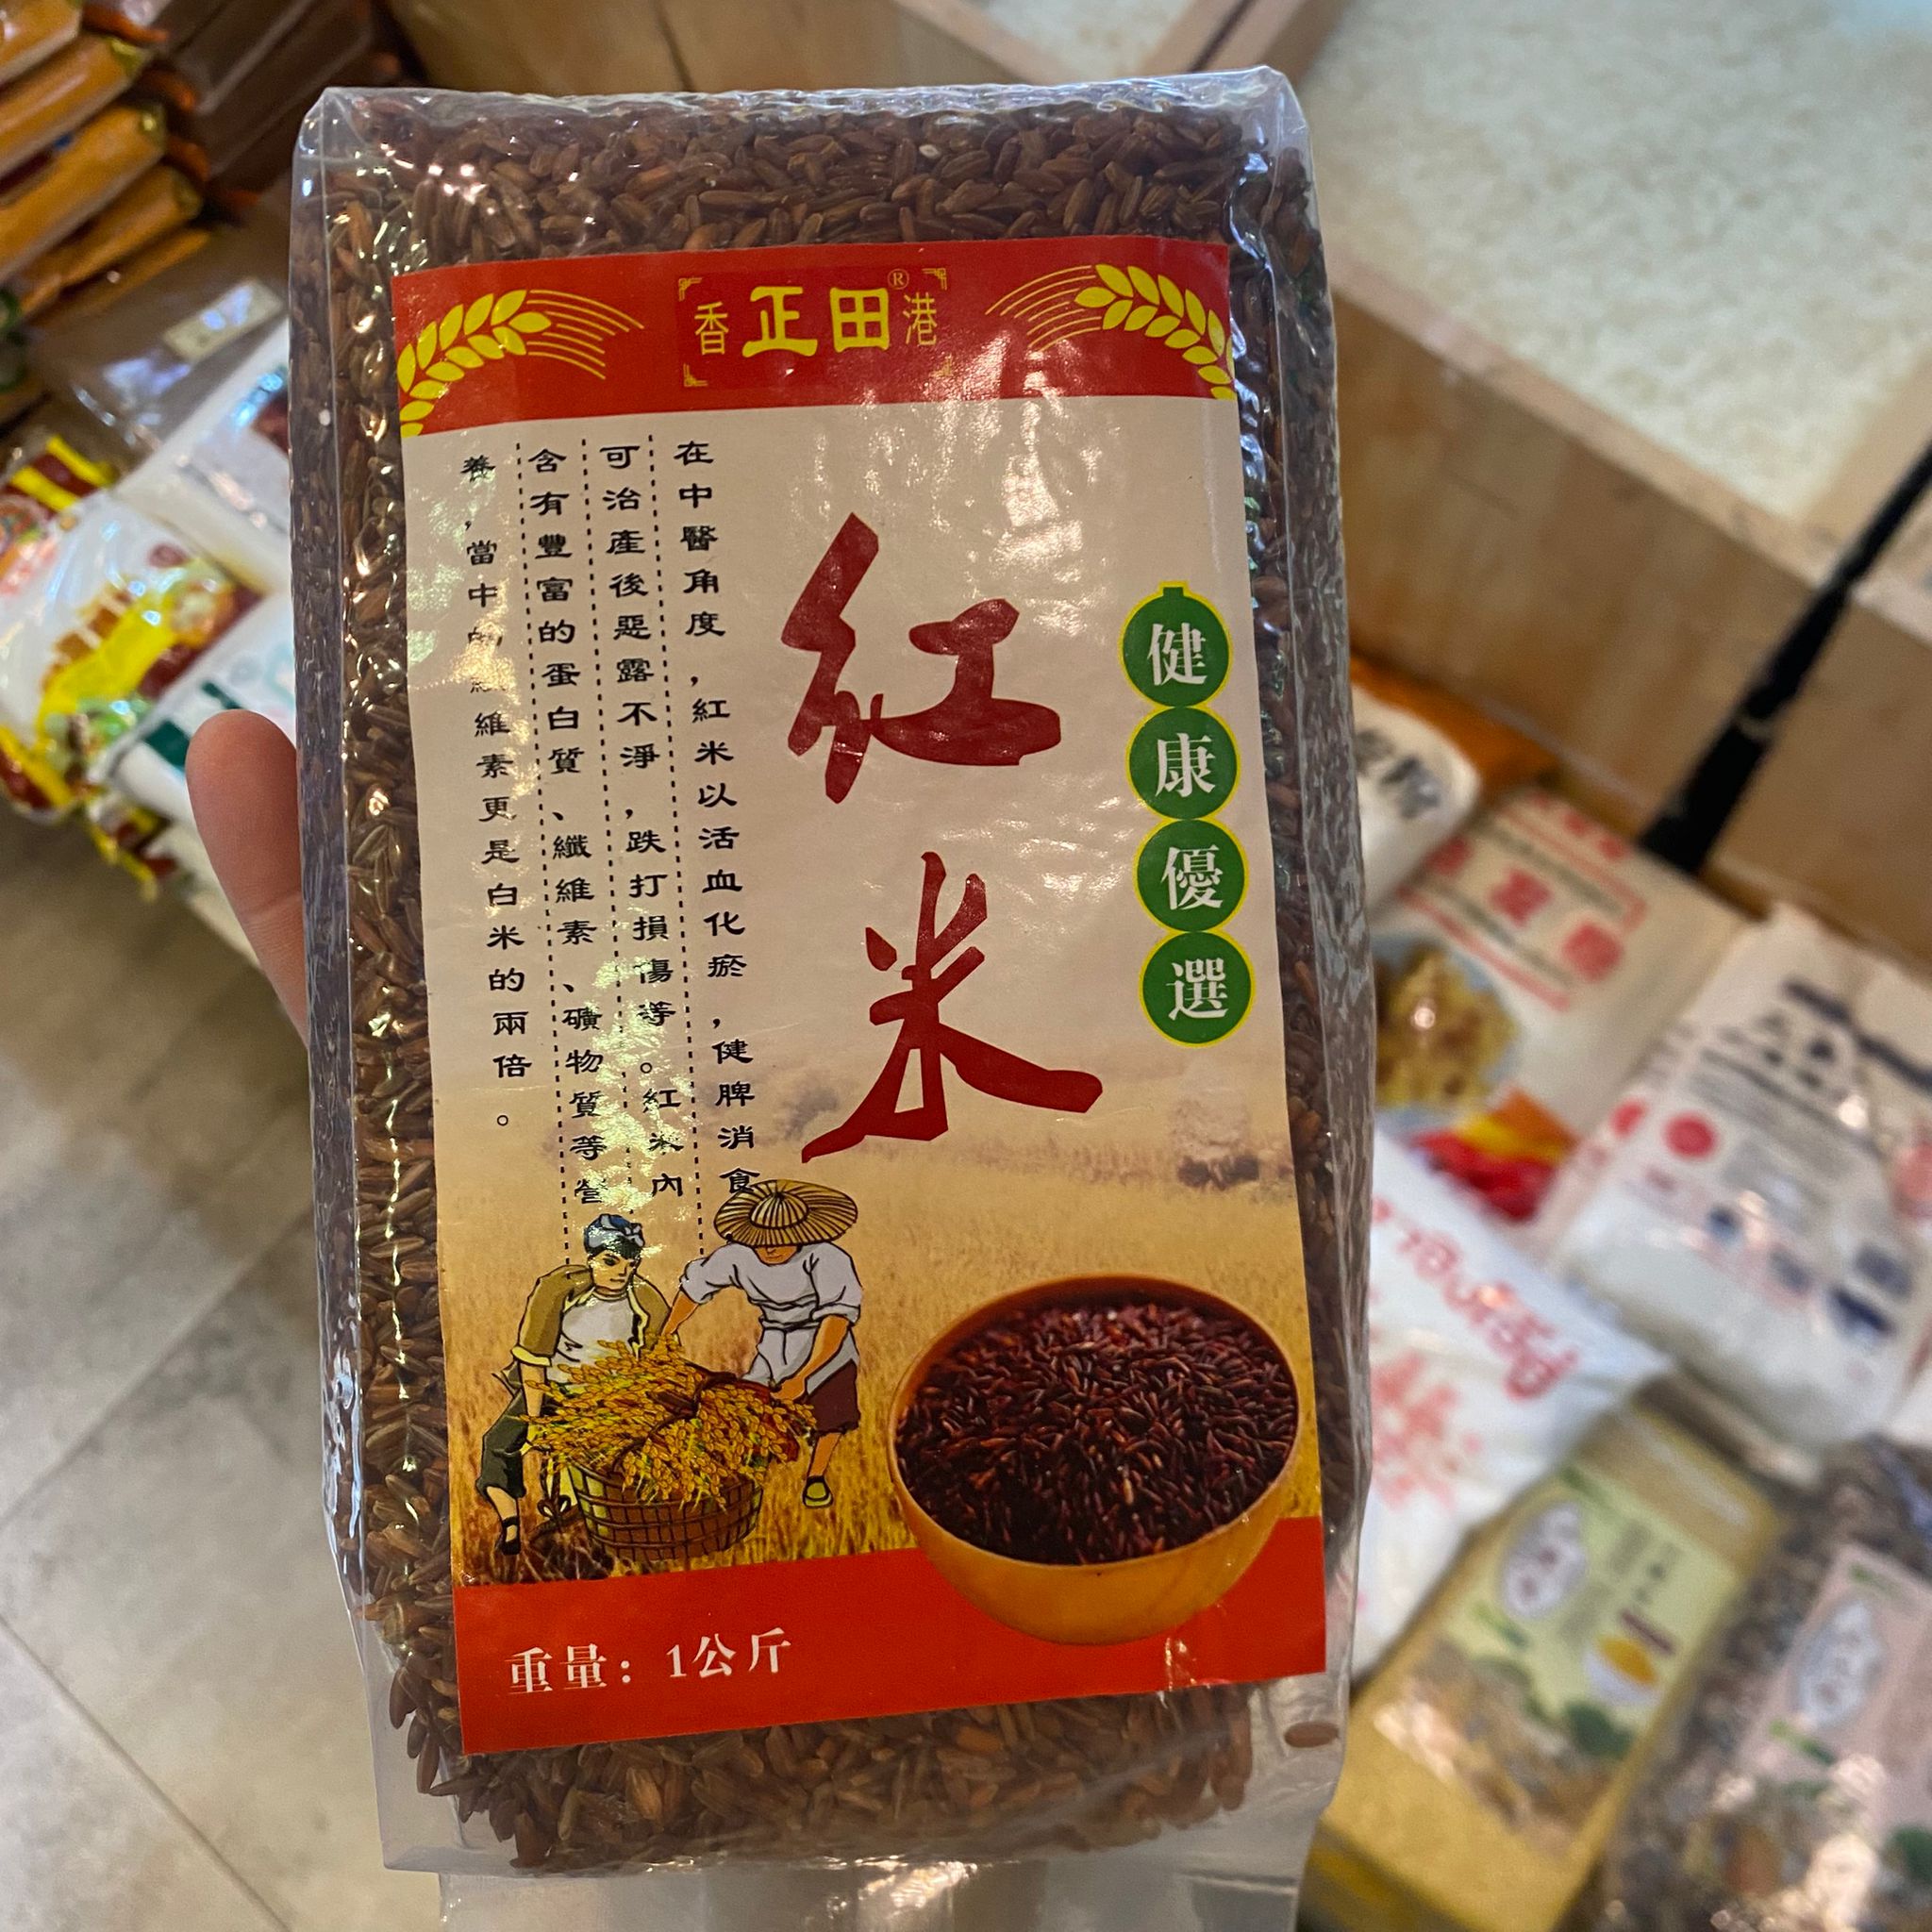 香正田®港
健康優選
紅米
在中醫角度,紅米以活血化瘀,健脾消食
可治產後惡露不淨,跌打損傷等。紅米內
含有豐富的蛋白質、纖維素、礦物質等營
養,當中的纖維素更是白米的兩倍。
重量：1公斤